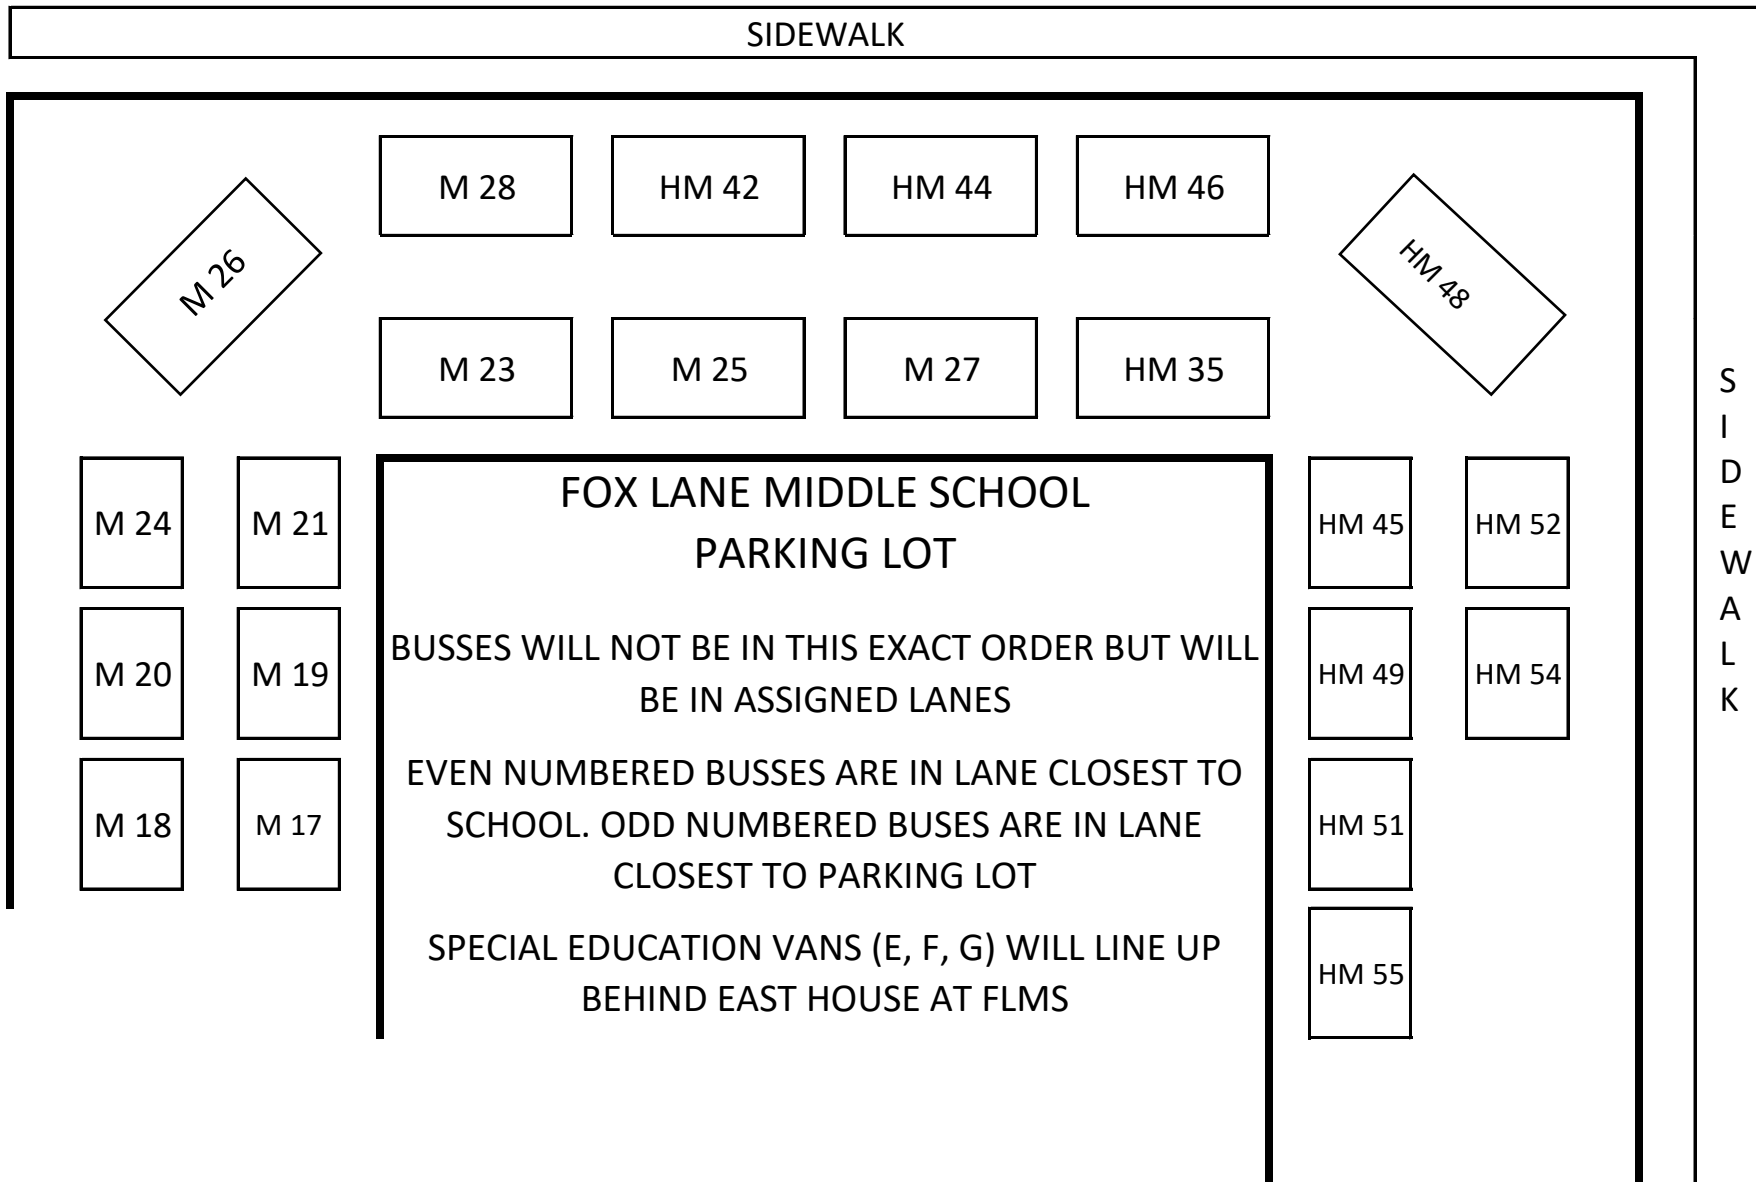 SIDEWALK
M 28 HM 42 HM 44 HM 46
M 26
HM 48
M 23 M 25 M 27 HM 35
SIDEWALK
M 24 M 21
FOX LANE MIDDLE SCHOOL
PARKING LOT
HM 45 HM 52
BUSSES WILL NOT BE IN THIS EXACT ORDER BUT WILL
BE IN ASSIGNED LANES
M 20 M 19
HM 49 HM 54
EVEN NUMBERED BUSSES ARE IN LANE CLOSEST TO
SCHOOL. ODD NUMBERED BUSES ARE IN LANE
CLOSEST TO PARKING LOT
M 18 M 17
HM 51
SPECIAL EDUCATION VANS (E, F, G) WILL LINE UP
BEHIND EAST HOUSE AT FLMS
HM 55